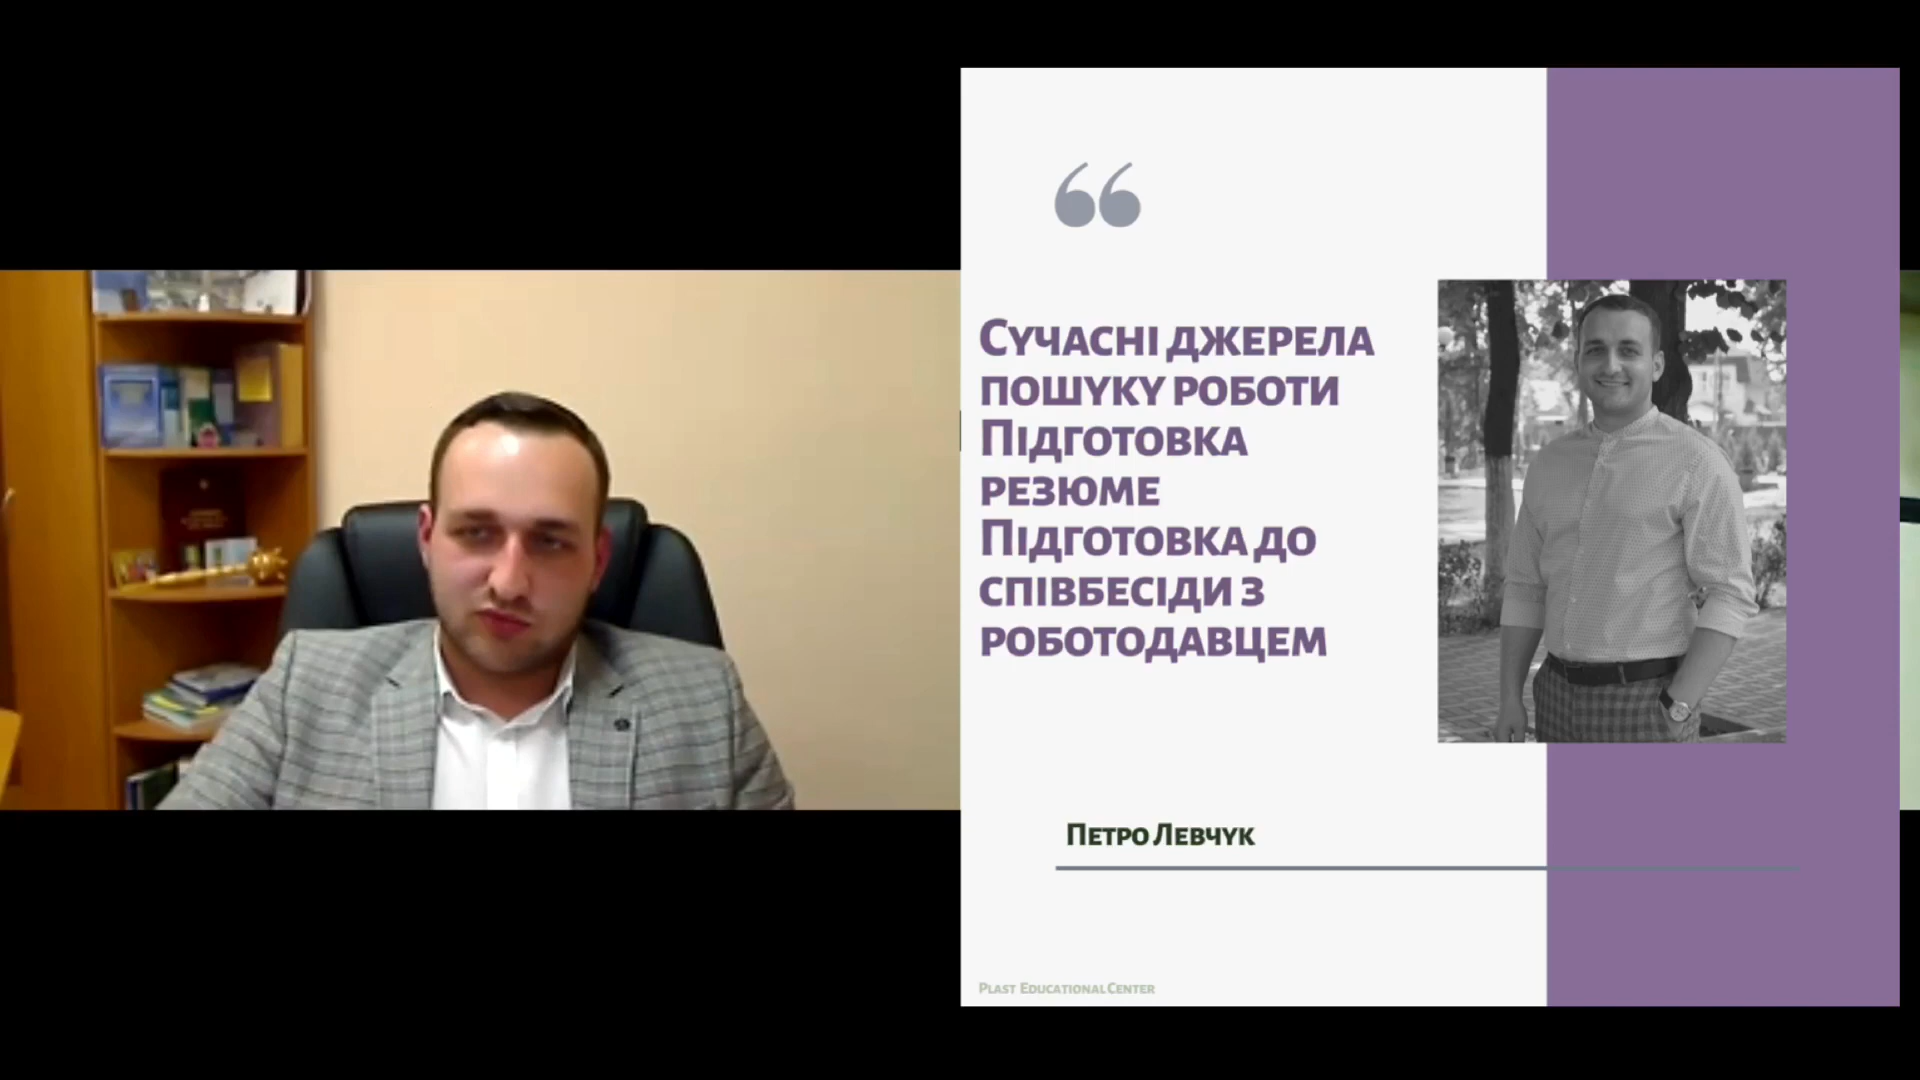 Сучасні джерела
пошуку роботи
Підготовка
резюме
Підготовка до
співбесіди з
роботодавцем
Петро Левчук
Plast Educational Center